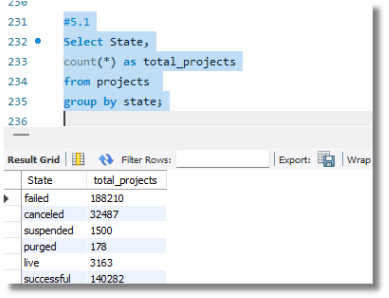 230
231 #5.1
232 Select State,
233 count(*) as total_projects
234 from projects
235 group by state;
236
Result Grid Filter Rows: Export: Wrap
State total_projects
failed 188210
canceled 32487
suspended 1500
purged 178
live 3163
successful 140282